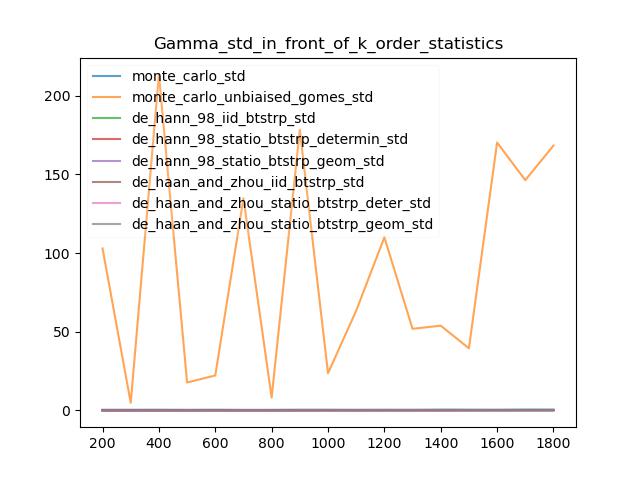 Gamma_std_in_front_of_k_order_statistics
monte_carlo_std
monte_carlo_unbiaised_gomes_std
de_hann_98_iid_btstrp_std
de_hann_98_statio_btstrp_determin_std
de_hann_98_statio_btstrp_geom_std
de_haan_and_zhou_iid_btstrp_std
de_haan_and_zhou_statio_btstrp_deter_std
de_haan_and_zhou_statio_btstrp_geom_std
200
150
100
50
0
200 400 600 800 1000 1200 1400 1600 1800